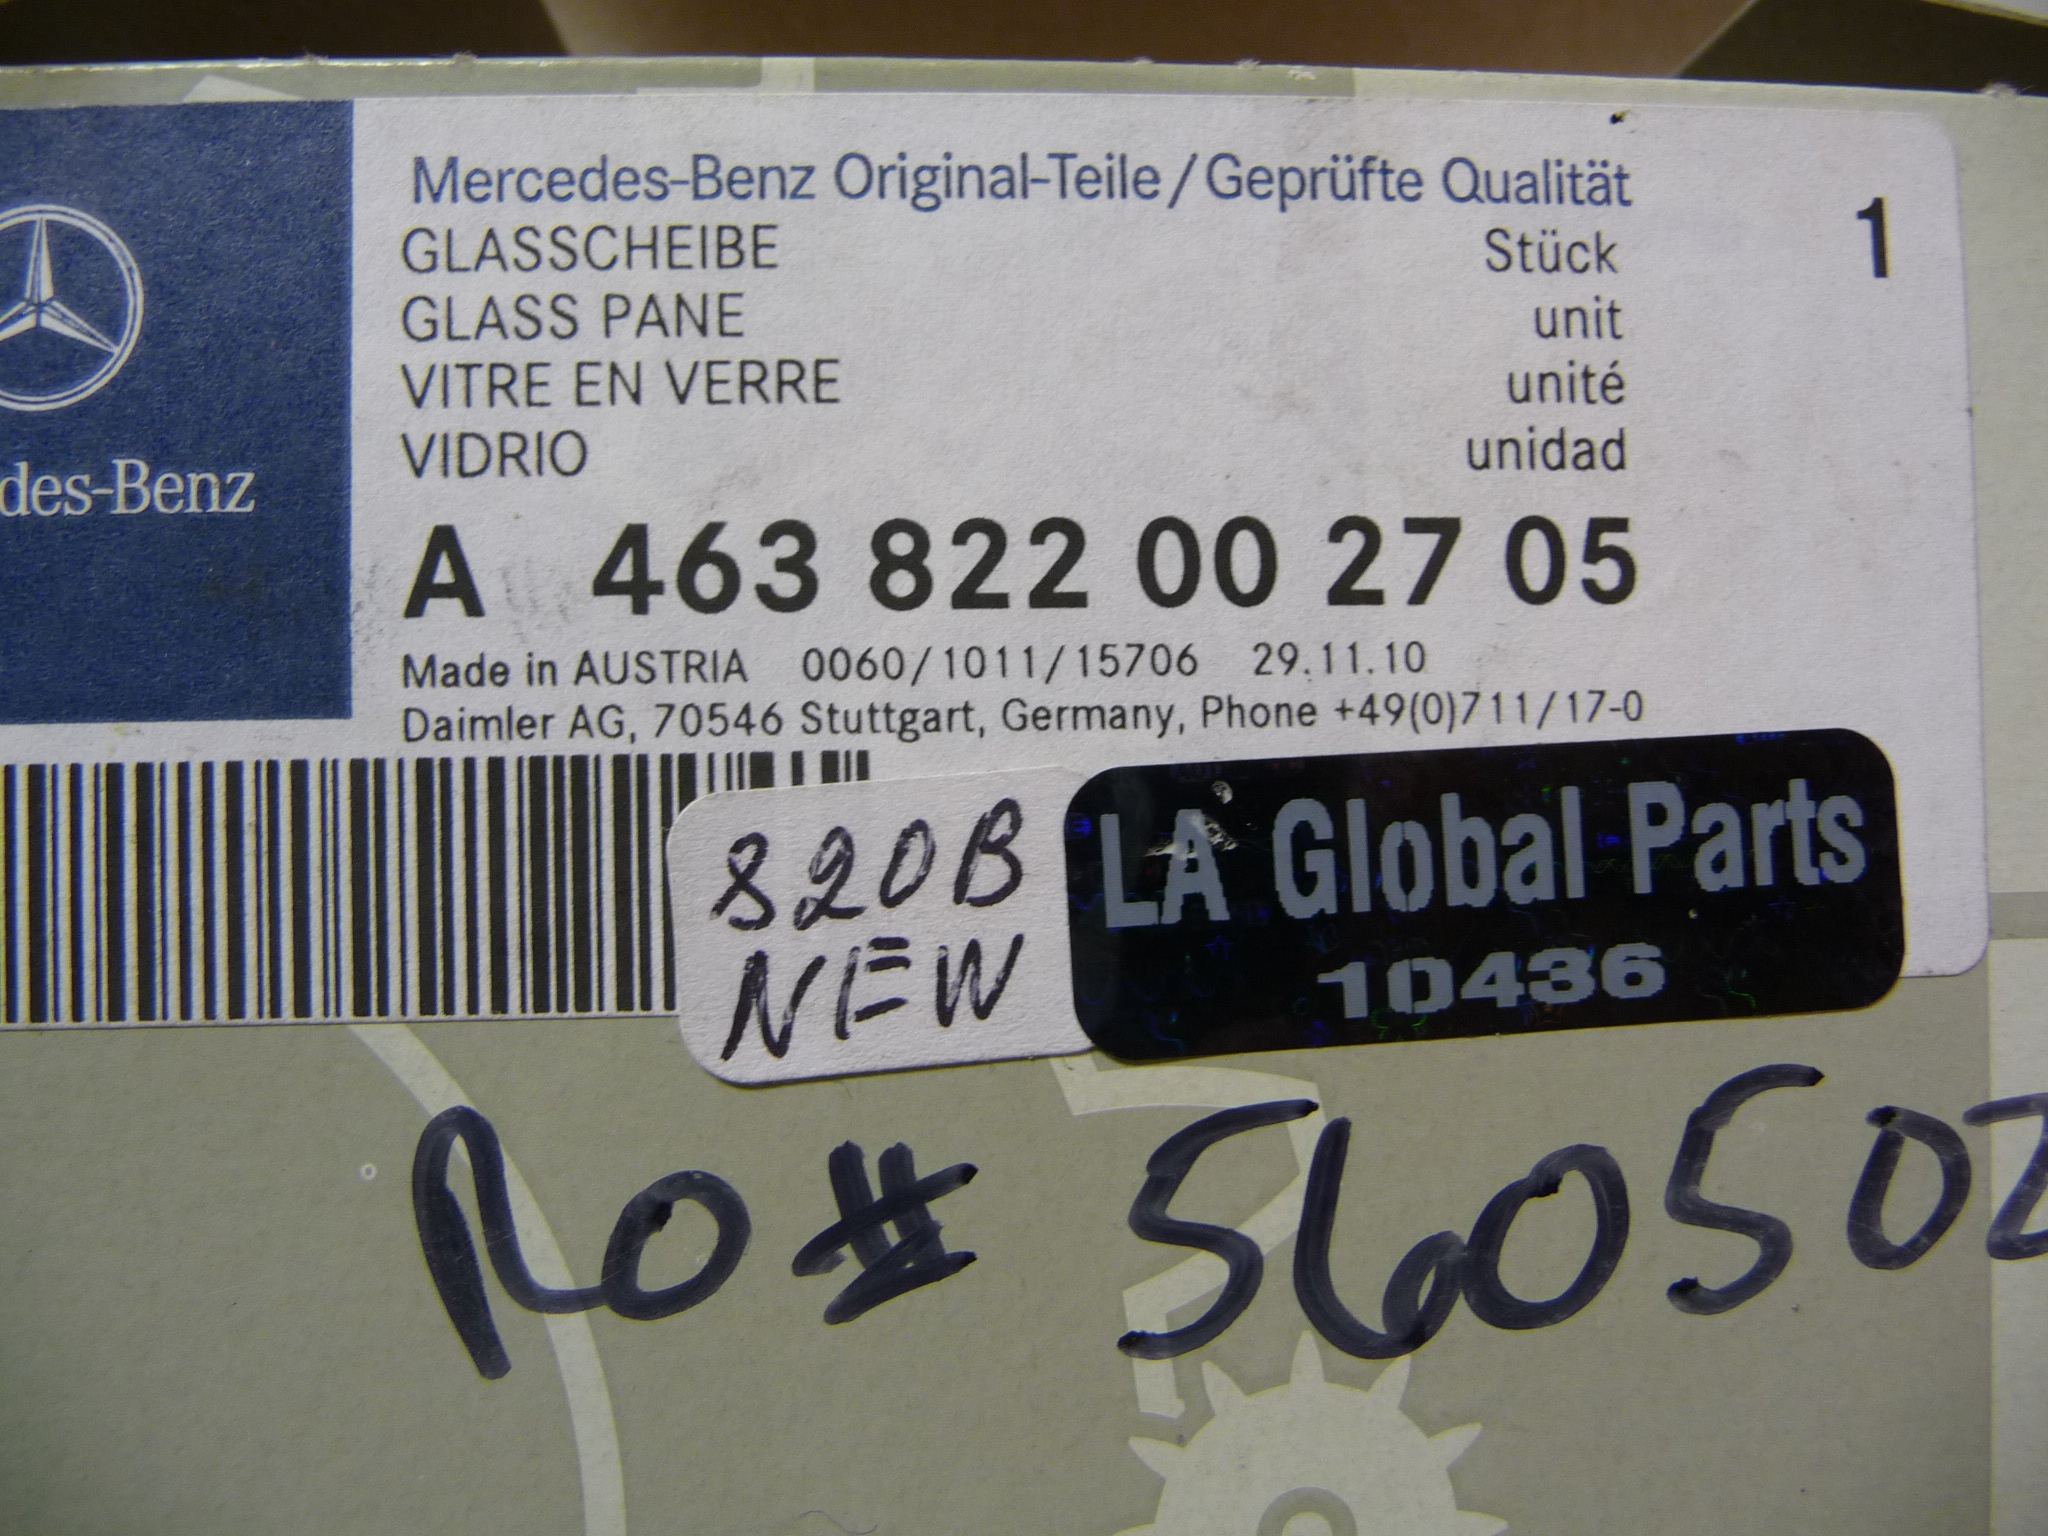 Mercedes-Benz Original-Teile/Geprüfte Qualität
GLASSCHEIBE Stück 1
GLASS PANE unit
VITRE EN VERRE unité
VIDRIO unidad
des-Benz
A 463 822 00 27 05
Made in AUSTRIA 0060/1011/15706 29.11.10
Daimler AG, 70546 Stuttgart, Germany, Phone +49(0)711/17-0
820B
NEW
LA Global Parts
10436
RO# 560502